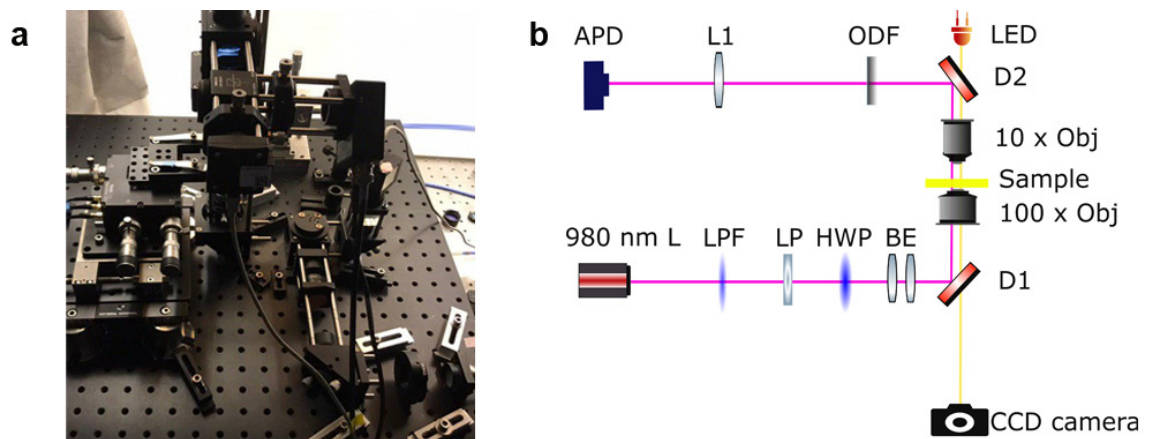 a
b
APD
L1
ODF
LED
D2
10 x Obj
Sample
100 x Obj
980 nm L
LPF
LP
HWP
BE
D1
CCD camera